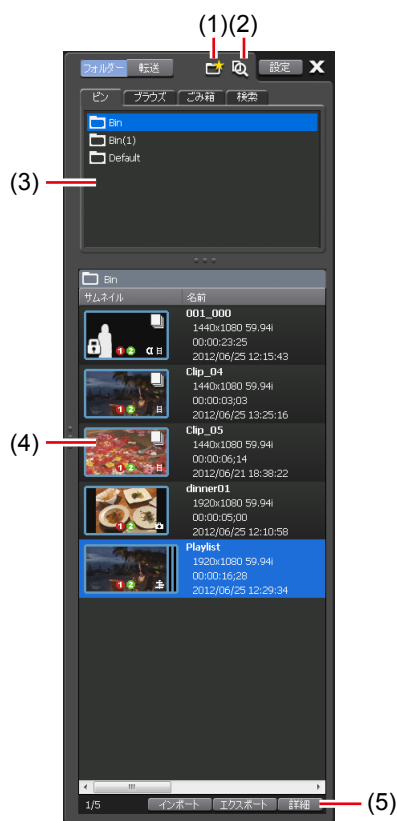 (1)(2)
フォルダー 転送 設定 X
ビン ブラウズ ごみ箱 検索
Bin
Bin(1)
Default
(3)
Bin
サムネイル 名前
001_000
1440x1080 59.94i
00:00:23:25
2012/06/25 12:15:43
Clip_04
1440x1080 59.94i
00:00:03;03
2012/06/25 13:25:16
(4)
Clip_05
1440x1080 59.94i
00:00:06;14
2012/06/21 18:38:22
dinner01
1920x1080 59.94i
00:00:05;00
2012/06/25 12:10:58
Playlist
1920x1080 59.94i
00:00:16;28
2012/06/25 12:29:34
1/5 インポート エクスポート 詳細
(5)